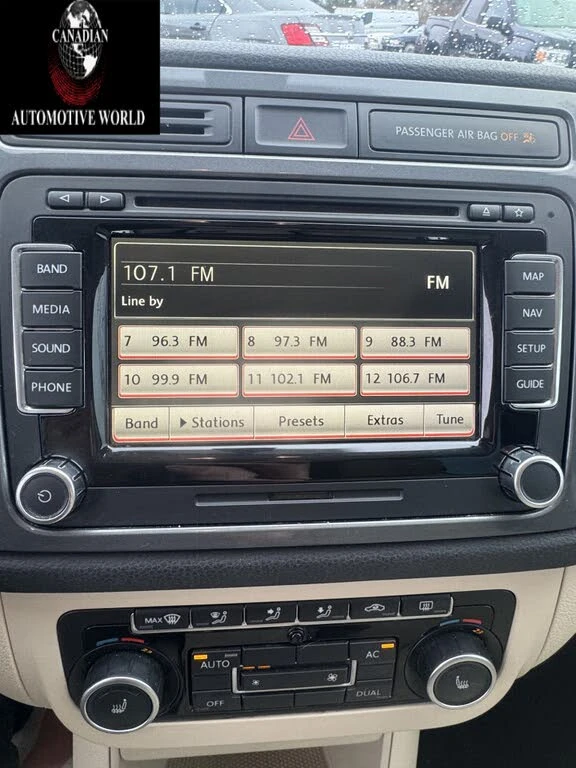 CANADIAN
AUTOMOTIVE WORLD
PASSENGER AIR BAG OFF
BAND
MEDIA
SOUND
PHONE
107.1 FM
FM
Line by
7 96.3 FM
8 97.3 FM
9 88.3 FM
10 99.9 FM
11 102.1 FM
12 106.7 FM
Band
Stations
Presets
Extras
Tune
MAP
NAV
SETUP
GUIDE
MAX
AUTO
AC
OFF
DUAL